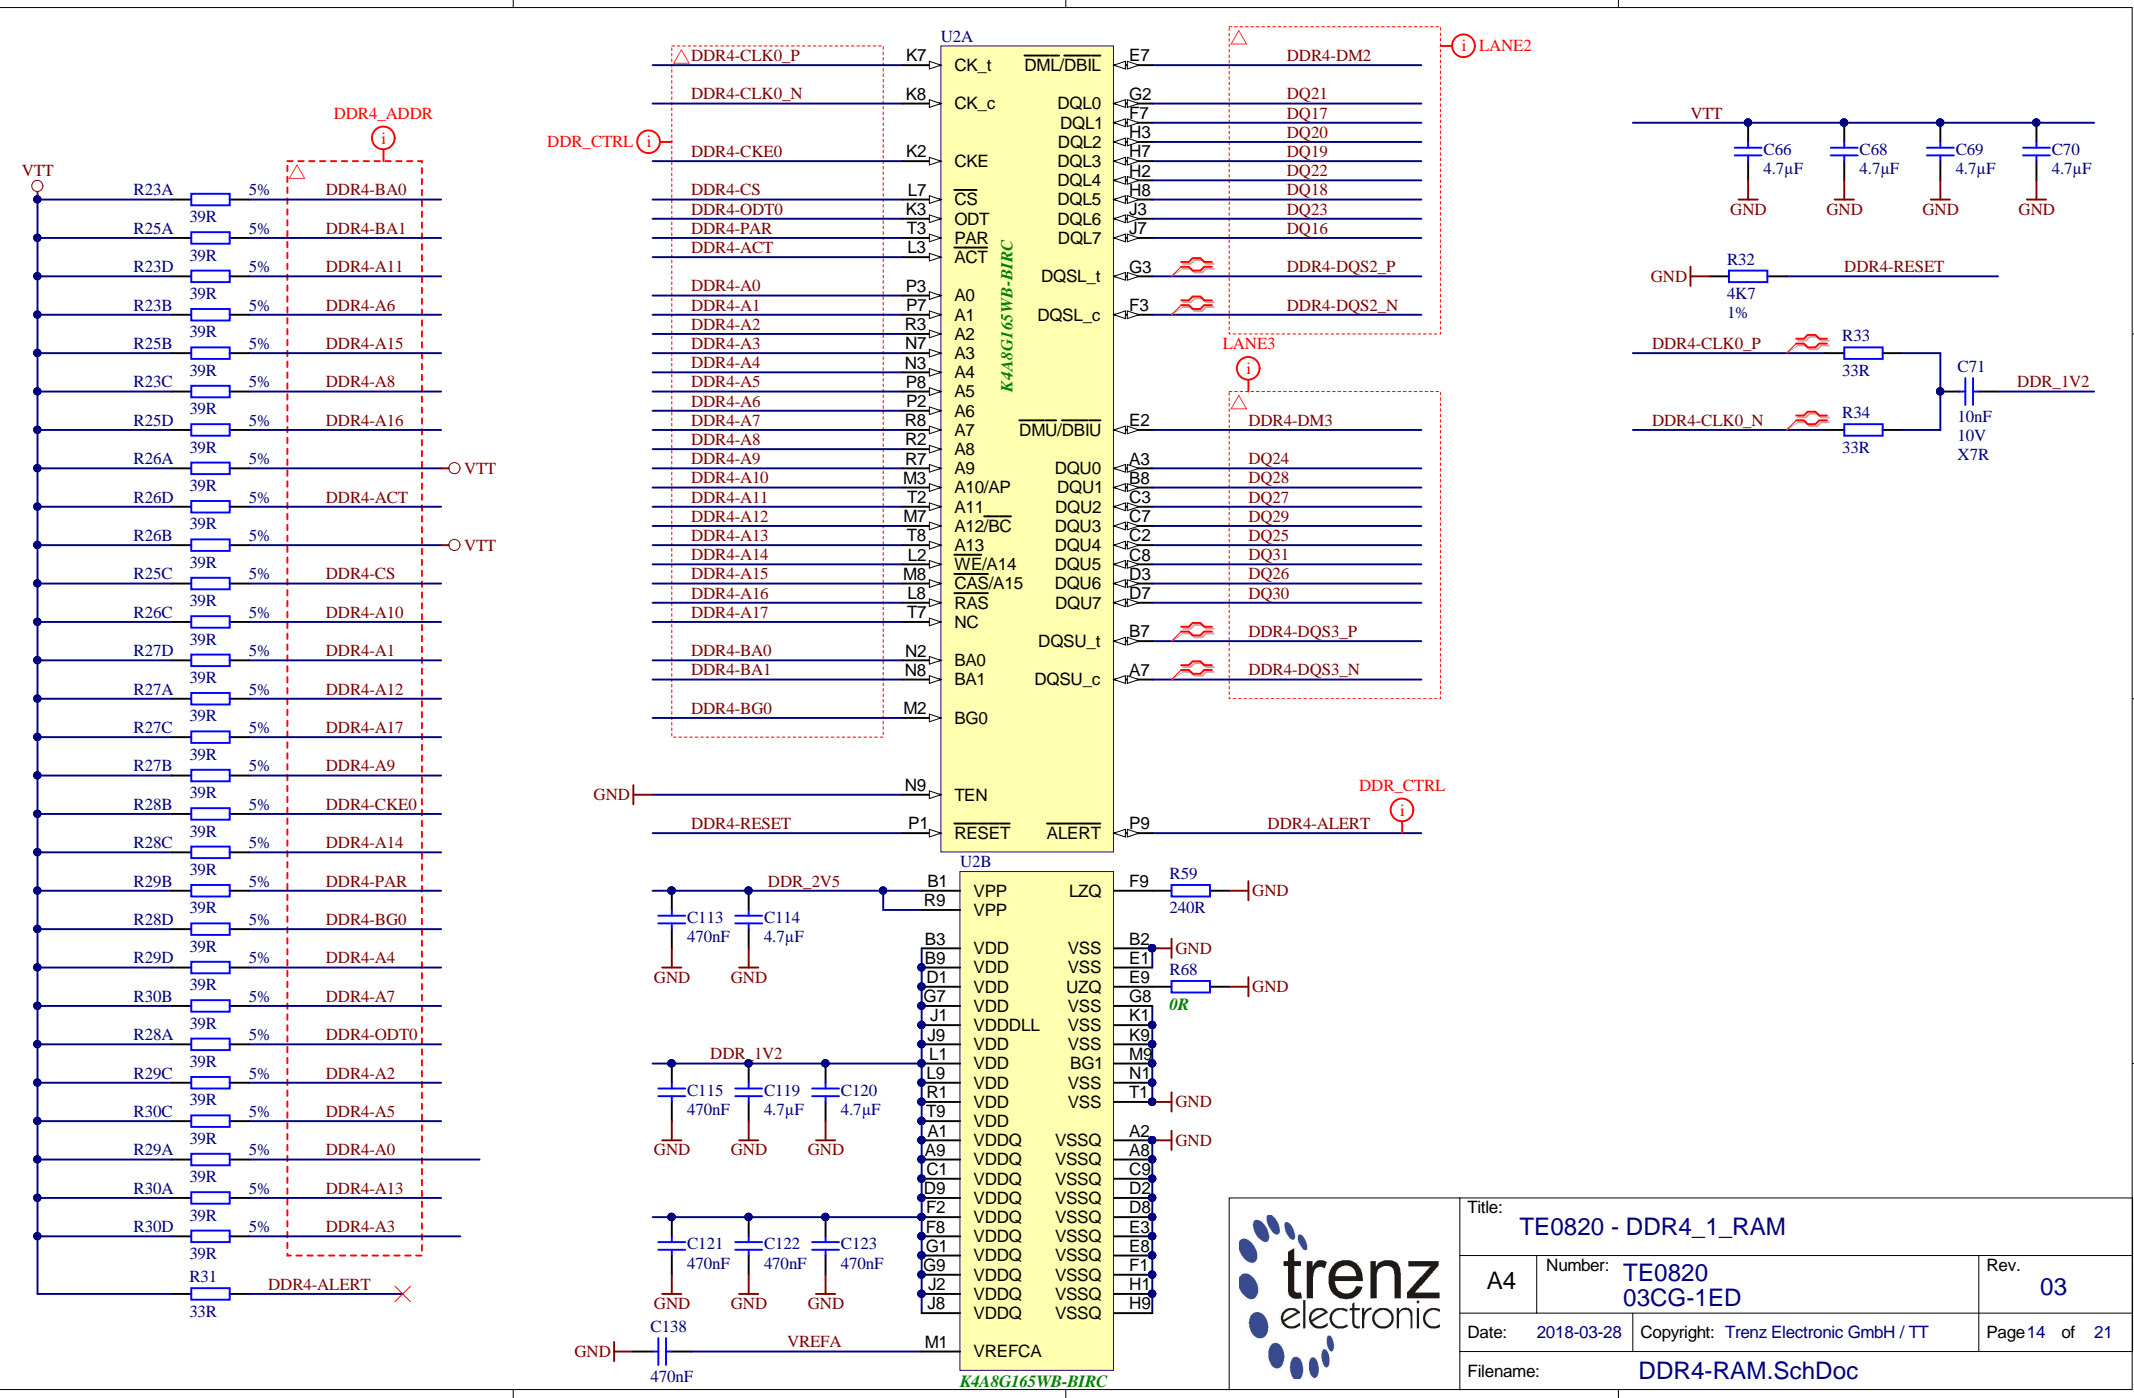 VTT
DDR4_ADDR
R23A 5% DDR4-BA0
39R
R25A 5% DDR4-BA1
39R
R23D 5% DDR4-A11
39R
R23B 5% DDR4-A6
39R
R25B 5% DDR4-A15
39R
R23C 5% DDR4-A8
39R
R25D 5% DDR4-A16
39R
R26A 5% VTT
39R
R26D 5% DDR4-ACT
39R
R26B 5% VTT
39R
R25C 5% DDR4-CS
39R
R26C 5% DDR4-A10
39R
R27D 5% DDR4-A1
39R
R27A 5% DDR4-A12
39R
R27C 5% DDR4-A17
39R
R27B 5% DDR4-A9
39R
R28B 5% DDR4-CKE0
39R
R28C 5% DDR4-A14
39R
R29B 5% DDR4-PAR
39R
R28D 5% DDR4-BG0
39R
R29D 5% DDR4-A4
39R
R30B 5% DDR4-A7
39R
R28A 5% DDR4-ODT0
39R
R29C 5% DDR4-A2
39R
R30C 5% DDR4-A5
39R
R29A 5% DDR4-A0
39R
R30A 5% DDR4-A13
39R
R30D 5% DDR4-A3
39R
R31 DDR4-ALERT
33R
U2A
DDR_CTRL
DDR4-CLK0_P K7 CK_t
DDR4-CLK0_N K8 CK_c
DDR4-CKE0 K2 CKE
DDR4-CS L7 CS
DDR4-ODT0 K3 ODT
DDR4-PAR T3 PAR
DDR4-ACT L3 ACT
DDR4-A0 P3 A0
DDR4-A1 P7 A1
DDR4-A2 R3 A2
DDR4-A3 N7 A3
DDR4-A4 N3 A4
DDR4-A5 P8 A5
DDR4-A6 P2 A6
DDR4-A7 R8 A7
DDR4-A8 R2 A8
DDR4-A9 R7 A9
DDR4-A10 M3 A10/AP
DDR4-A11 T2 A11
DDR4-A12 M7 A12/BC
DDR4-A13 T8 A13
DDR4-A14 L2 WE/A14
DDR4-A15 M8 CAS/A15
DDR4-A16 L8 RAS
DDR4-A17 T7 NC
DDR4-BA0 N2 BA0
DDR4-BA1 N8 BA1
DDR4-BG0 M2 BG0
GND N9 TEN
DDR4-RESET P1 RESET
K4A8G165WB-BIRC
LANE2
DML/DBIL E7 DDR4-DM2
DQL0 G2 DQ21
DQL1 F7 DQ17
DQL2 H3 DQ20
DQL3 H7 DQ19
DQL4 H2 DQ22
DQL5 H8 DQ18
DQL6 J3 DQ23
DQL7 J7 DQ16
DQSL_t G3 DDR4-DQS2_P
DQSL_c F3 DDR4-DQS2_N
LANE3
DMU/DBIU E2 DDR4-DM3
DQU0 A3 DQ24
DQU1 B8 DQ28
DQU2 C3 DQ27
DQU3 C7 DQ29
DQU4 C2 DQ25
DQU5 C8 DQ31
DQU6 D3 DQ26
DQU7 D7 DQ30
DQSU_t B7 DDR4-DQS3_P
DQSU_c A7 DDR4-DQS3_N
DDR_CTRL
ALERT P9 DDR4-ALERT
U2B
DDR_2V5 B1 VPP
R9 VPP
C113 C114
470nF 4.7µF
GND GND
B3 VDD
B9 VDD
D1 VDD
G7 VDD
J1 VDDDLL
J9 VDD
DDR_1V2 L1 VDD
L9 VDD
R1 VDD
T9 VDD
A1 VDDQ
A9 VDDQ
C1 VDDQ
D9 VDDQ
F2 VDDQ
F8 VDDQ
G1 VDDQ
G9 VDDQ
J2 VDDQ
J8 VDDQ
C115 C119 C120
470nF 4.7µF 4.7µF
GND GND GND
C121 C122 C123
470nF 470nF 470nF
GND GND GND
C138
GND VREFA M1 VREFCA
470nF
K4A8G165WB-BIRC
LZQ F9 R59 GND
240R
VSS B2 GND
VSS E1
UZQ E9 R68 GND
0R
VSS G8
VSS K1
VSS K9
BG1 M9
VSS N1
VSS T1 GND
VSSQ A2 GND
VSSQ A8
VSSQ C9
VSSQ D2
VSSQ D8
VSSQ E3
VSSQ E8
VSSQ F1
VSSQ H1
VSSQ H9
VTT
C66 C68 C69 C70
4.7µF 4.7µF 4.7µF 4.7µF
GND GND GND GND
GND R32 DDR4-RESET
4K7
1%
DDR4-CLK0_P R33
33R
C71 DDR_1V2
10nF
10V
X7R
DDR4-CLK0_N R34
33R
trenz
electronic
Title:
TE0820 - DDR4_1_RAM
A4 Number: TE0820
03CG-1ED
Rev.
03
Date: 2018-03-28 Copyright: Trenz Electronic GmbH / TT Page 14 of 21
Filename: DDR4-RAM.SchDoc